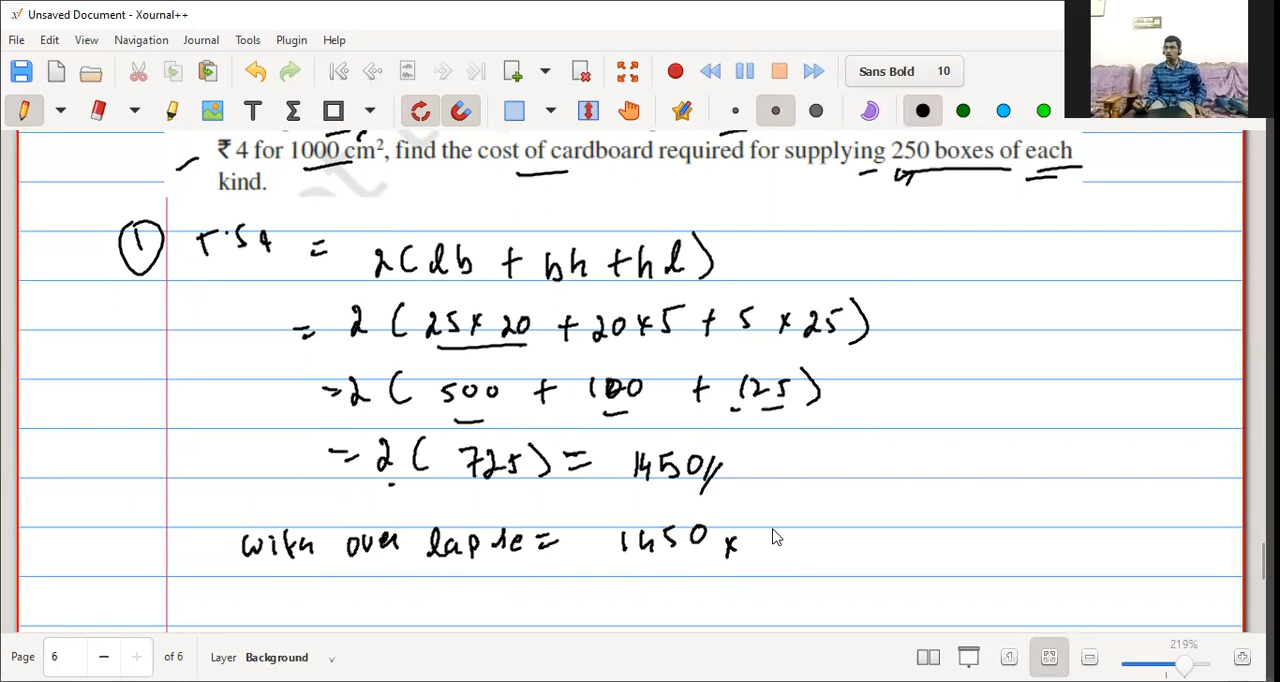 Unsaved Document - Xournal++
File Edit View Navigation Journal Tools Plugin Help
Sans Bold 10
₹ 4 for 1000 cm², find the cost of cardboard required for supplying 250 boxes of each
kind.
① T.SA = 2(lb + bh + hl)
= 2 ( 25 × 20 + 20 × 5 + 5 × 25 )
= 2 ( 500 + 100 + 125 )
= 2 ( 725 ) = 1450//
with over lapse = 1450 ×
Page 6 of 6 Layer Background 219%